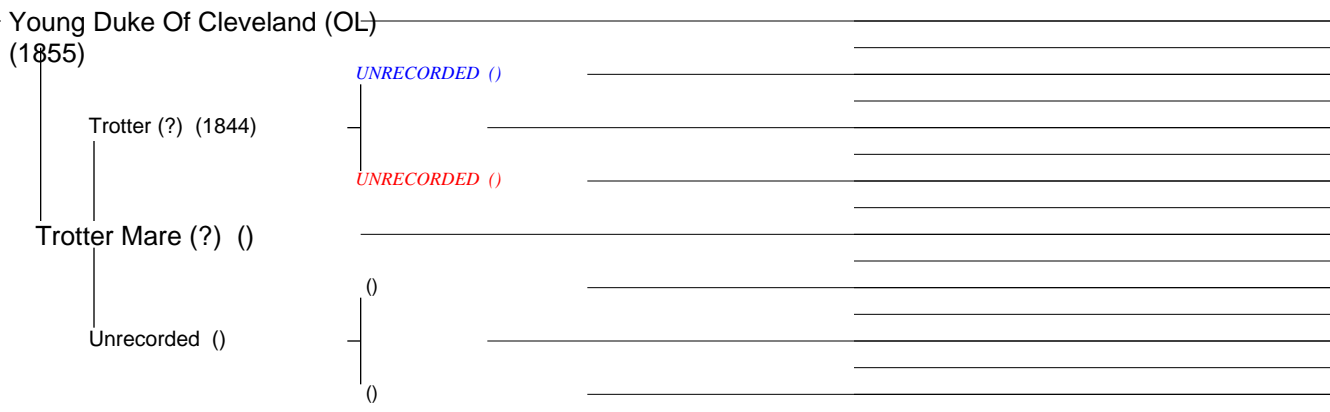 Young Duke Of Cleveland (OL)
(1855)
UNRECORDED ()
Trotter (?) (1844)
UNRECORDED ()
Trotter Mare (?) ()
()
Unrecorded ()
()